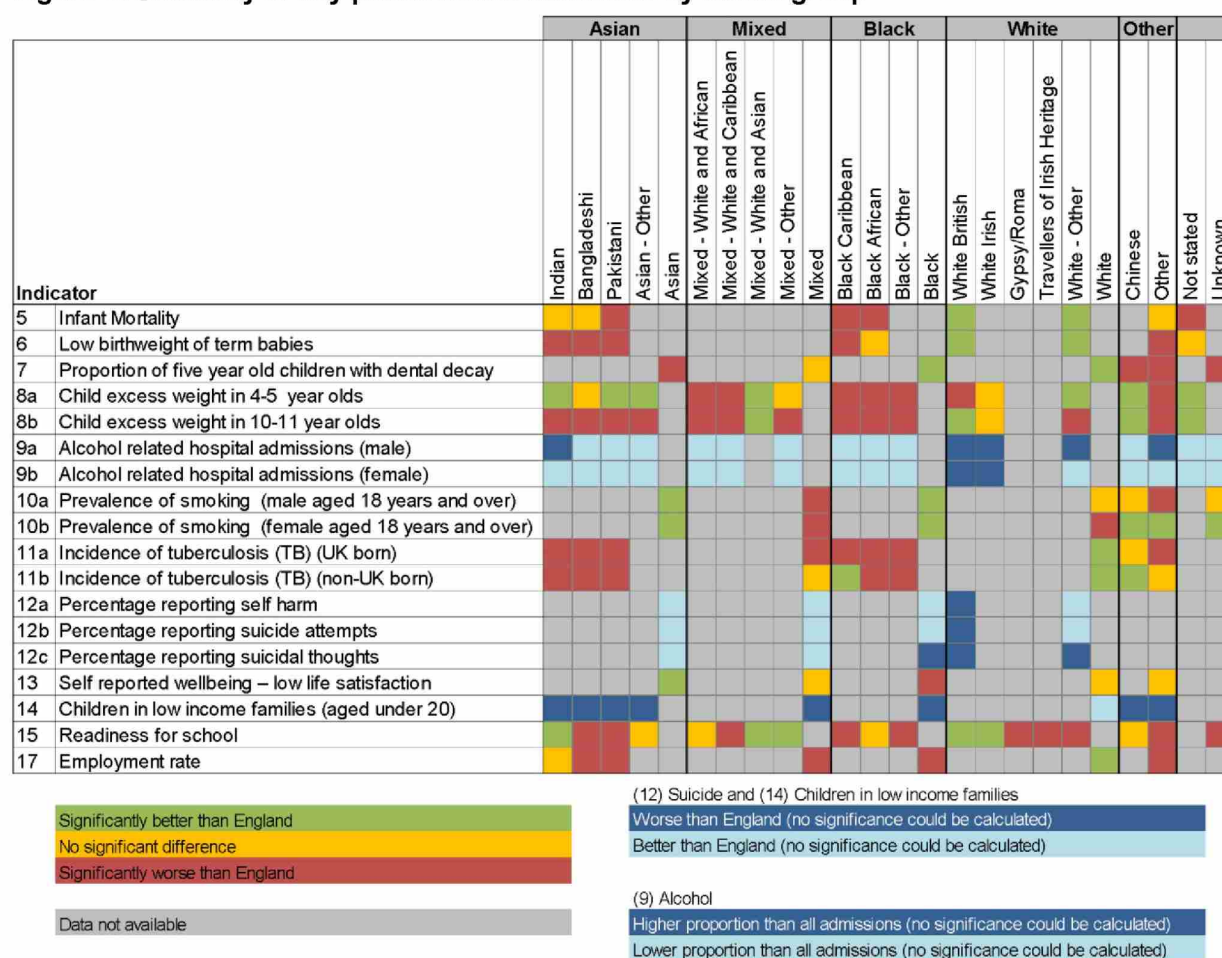 Asian Mixed Black White Other
Indicator
Indian
Bangladeshi
Pakistani
Asian - Other
Asian
Mixed - White and African
Mixed - White and Caribbean
Mixed - White and Asian
Mixed - Other
Mixed
Black Caribbean
Black African
Black - Other
Black
White British
White Irish
Gypsy/Roma
Travellers of Irish Heritage
White - Other
White
Chinese
Other
Not stated
Unknown
5 Infant Mortality
6 Low birthweight of term babies
7 Proportion of five year old children with dental decay
8a Child excess weight in 4-5 year olds
8b Child excess weight in 10-11 year olds
9a Alcohol related hospital admissions (male)
9b Alcohol related hospital admissions (female)
10a Prevalence of smoking (male aged 18 years and over)
10b Prevalence of smoking (female aged 18 years and over)
11a Incidence of tuberculosis (TB) (UK born)
11b Incidence of tuberculosis (TB) (non-UK born)
12a Percentage reporting self harm
12b Percentage reporting suicide attempts
12c Percentage reporting suicidal thoughts
13 Self reported wellbeing – low life satisfaction
14 Children in low income families (aged under 20)
15 Readiness for school
17 Employment rate
Significantly better than England
No significant difference
Significantly worse than England
Data not available
(12) Suicide and (14) Children in low income families
Worse than England (no significance could be calculated)
Better than England (no significance could be calculated)
(9) Alcohol
Higher proportion than all admissions (no significance could be calculated)
Lower proportion than all admissions (no significance could be calculated)